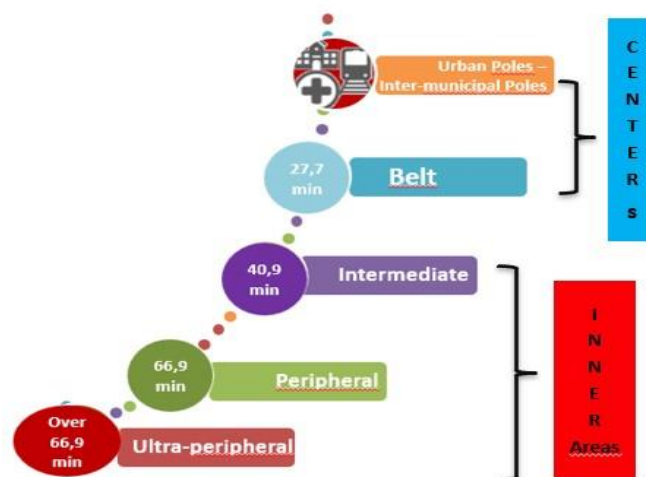 Urban Poles –
Inter-municipal Poles
27,7
min
Belt
C
E
N
T
E
R
s
40,9
min
Intermediate
66,9
min
Peripheral
Over
66,9
min
Ultra-peripheral
I
N
N
E
R
Areas